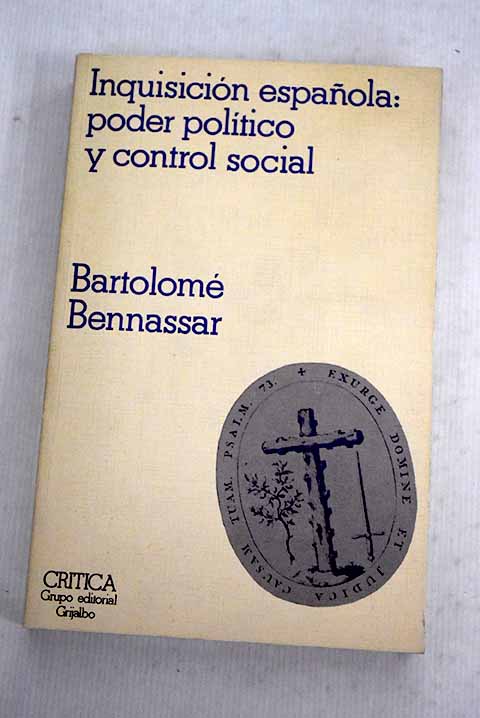 Inquisición española:
poder político
y control social
Bartolomé
Bennassar
+ EXURGE DOMINE ET JUDICA CAUSAM TUAM. PSALM. 73.
CRITICA
Grupo editorial
Grijalbo